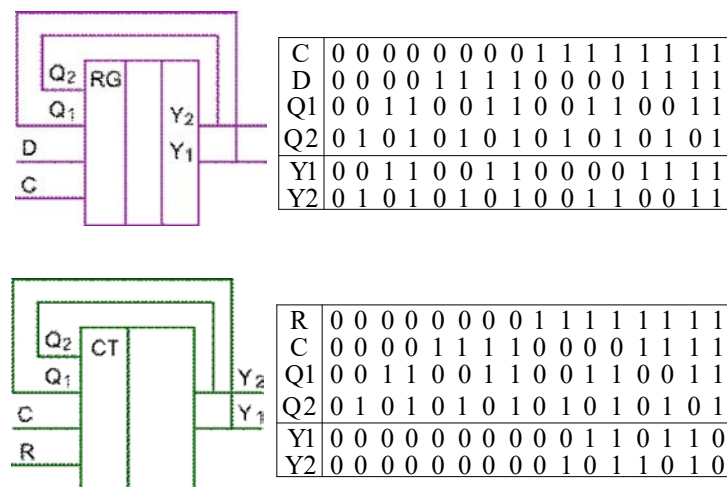 Q2 RG
Q1
Y2
D
Y1
C
C 0 0 0 0 0 0 0 0 1 1 1 1 1 1 1 1
D 0 0 0 0 1 1 1 1 0 0 0 0 1 1 1 1
Q1 0 0 1 1 0 0 1 1 0 0 1 1 0 0 1 1
Q2 0 1 0 1 0 1 0 1 0 1 0 1 0 1 0 1
Y1 0 0 1 1 0 0 1 1 0 0 0 0 1 1 1 1
Y2 0 1 0 1 0 1 0 1 0 0 1 1 0 0 1 1
Q2 CT
Q1
Y2
C
Y1
R
R 0 0 0 0 0 0 0 0 1 1 1 1 1 1 1 1
C 0 0 0 0 1 1 1 1 0 0 0 0 1 1 1 1
Q1 0 0 1 1 0 0 1 1 0 0 1 1 0 0 1 1
Q2 0 1 0 1 0 1 0 1 0 1 0 1 0 1 0 1
Y1 0 0 0 0 0 0 0 0 0 0 1 1 0 1 1 0
Y2 0 0 0 0 0 0 0 0 0 1 0 1 1 0 1 0